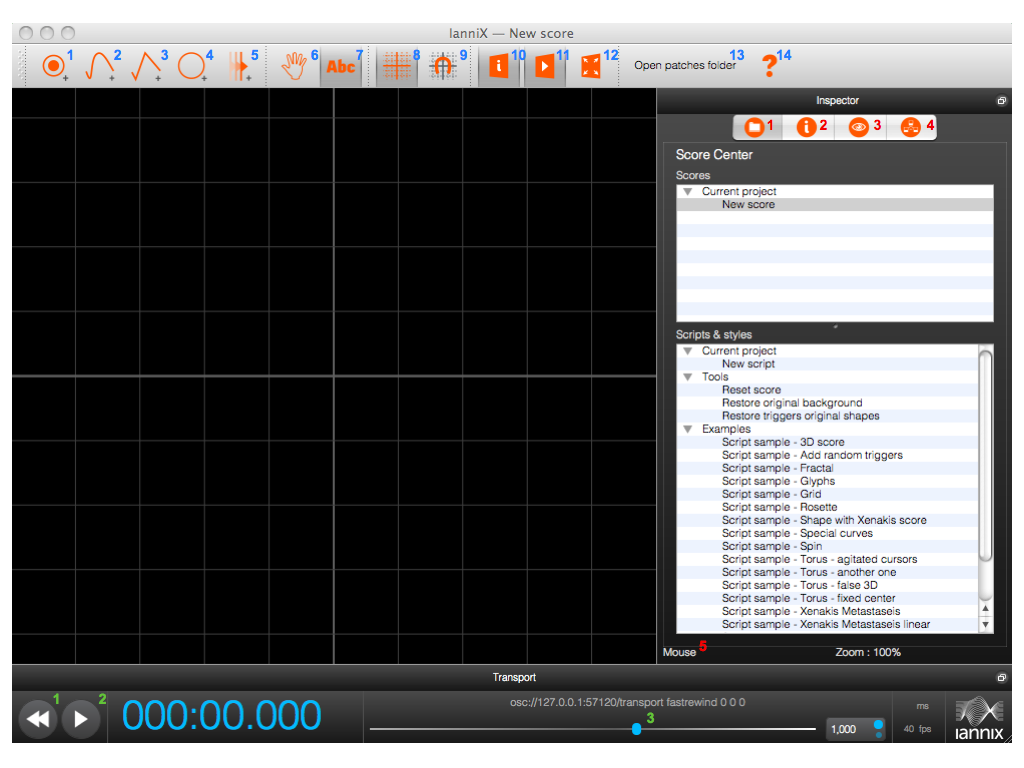 IanniX — New score
1 2 3 4 5 6 Abc 7 8 9 i 10 11 12 Open patches folder 13 ? 14
Inspector
1 i 2 3 4
Score Center
Scores
Current project
New score
Scripts & styles
Current project
New script
Tools
Reset score
Restore original background
Restore triggers original shapes
Examples
Script sample - 3D score
Script sample - Add random triggers
Script sample - Fractal
Script sample - Glyphs
Script sample - Grid
Script sample - Rosette
Script sample - Shape with Xenakis score
Script sample - Special curves
Script sample - Spin
Script sample - Torus - agitated cursors
Script sample - Torus - another one
Script sample - Torus - false 3D
Script sample - Torus - fixed center
Script sample - Xenakis Metastaseis
Script sample - Xenakis Metastaseis linear
Mouse 5 Zoom : 100%
Transport
1 2 000:00.000
osc://127.0.0.1:57120/transport fastrewind 0 0 0
3
1,000
ms
40 fps
iannix